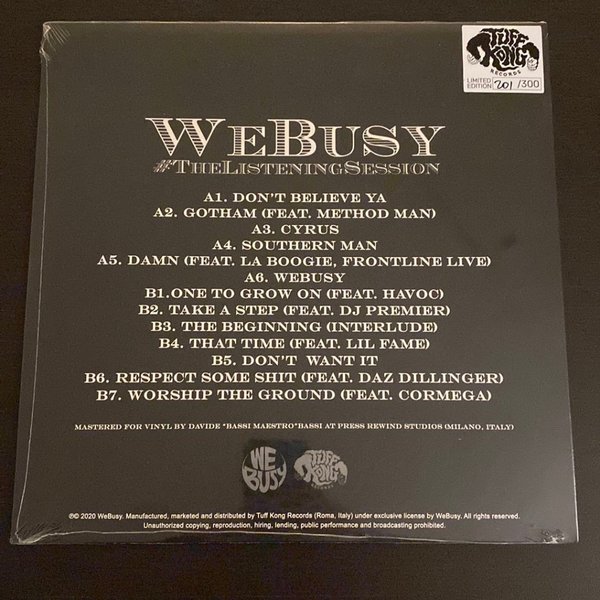 TUFF
KONG
RECORDS
LIMITED
EDITION 201 /300
WEBUSY
#THELISTENINGSESSION
A1. DON'T BELIEVE YA
A2. GOTHAM (FEAT. METHOD MAN)
A3. CYRUS
A4. SOUTHERN MAN
A5. DAMN (FEAT. LA BOOGIE, FRONTLINE LIVE)
A6. WEBUSY
B1.ONE TO GROW ON (FEAT. HAVOC)
B2. TAKE A STEP (FEAT. DJ PREMIER)
B3. THE BEGINNING (INTERLUDE)
B4. THAT TIME (FEAT. LIL FAME)
B5. DON'T WANT IT
B6. RESPECT SOME SHIT (FEAT. DAZ DILLINGER)
B7. WORSHIP THE GROUND (FEAT. CORMEGA)
MASTERED FOR VINYL BY DAVIDE "BASSI MAESTRO"BASSI AT PRESS REWIND STUDIOS (MILANO, ITALY)
WE
BUSY
TUFF
KONG
RECORDS
℗© 2020 WeBusy. Manufactured, marketed and distributed by Tuff Kong Records (Roma, Italy) under exclusive license by WeBusy. All rights reserved.
Unauthorized copying, reproduction, hiring, lending, public performance and broadcasting prohibited.